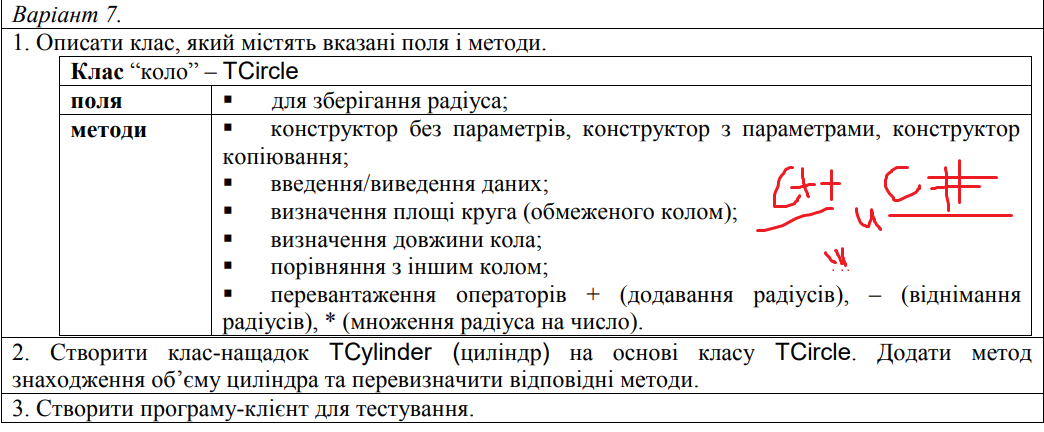 Варіант 7.
1. Описати клас, який містять вказані поля і методи.
Клас “коло” – TCircle
поля
▪ для зберігання радіуса;
методи
▪ конструктор без параметрів, конструктор з параметрами, конструктор
копіювання;
▪ введення/виведення даних;
▪ визначення площі круга (обмеженого колом);
▪ визначення довжини кола;
▪ порівняння з іншим колом;
▪ перевантаження операторів + (додавання радіусів), – (віднімання
радіусів), * (множення радіуса на число).
C++ и C#
2. Створити клас-нащадок TCylinder (циліндр) на основі класу TCircle. Додати метод
знаходження об’єму циліндра та перевизначити відповідні методи.
3. Створити програму-клієнт для тестування.